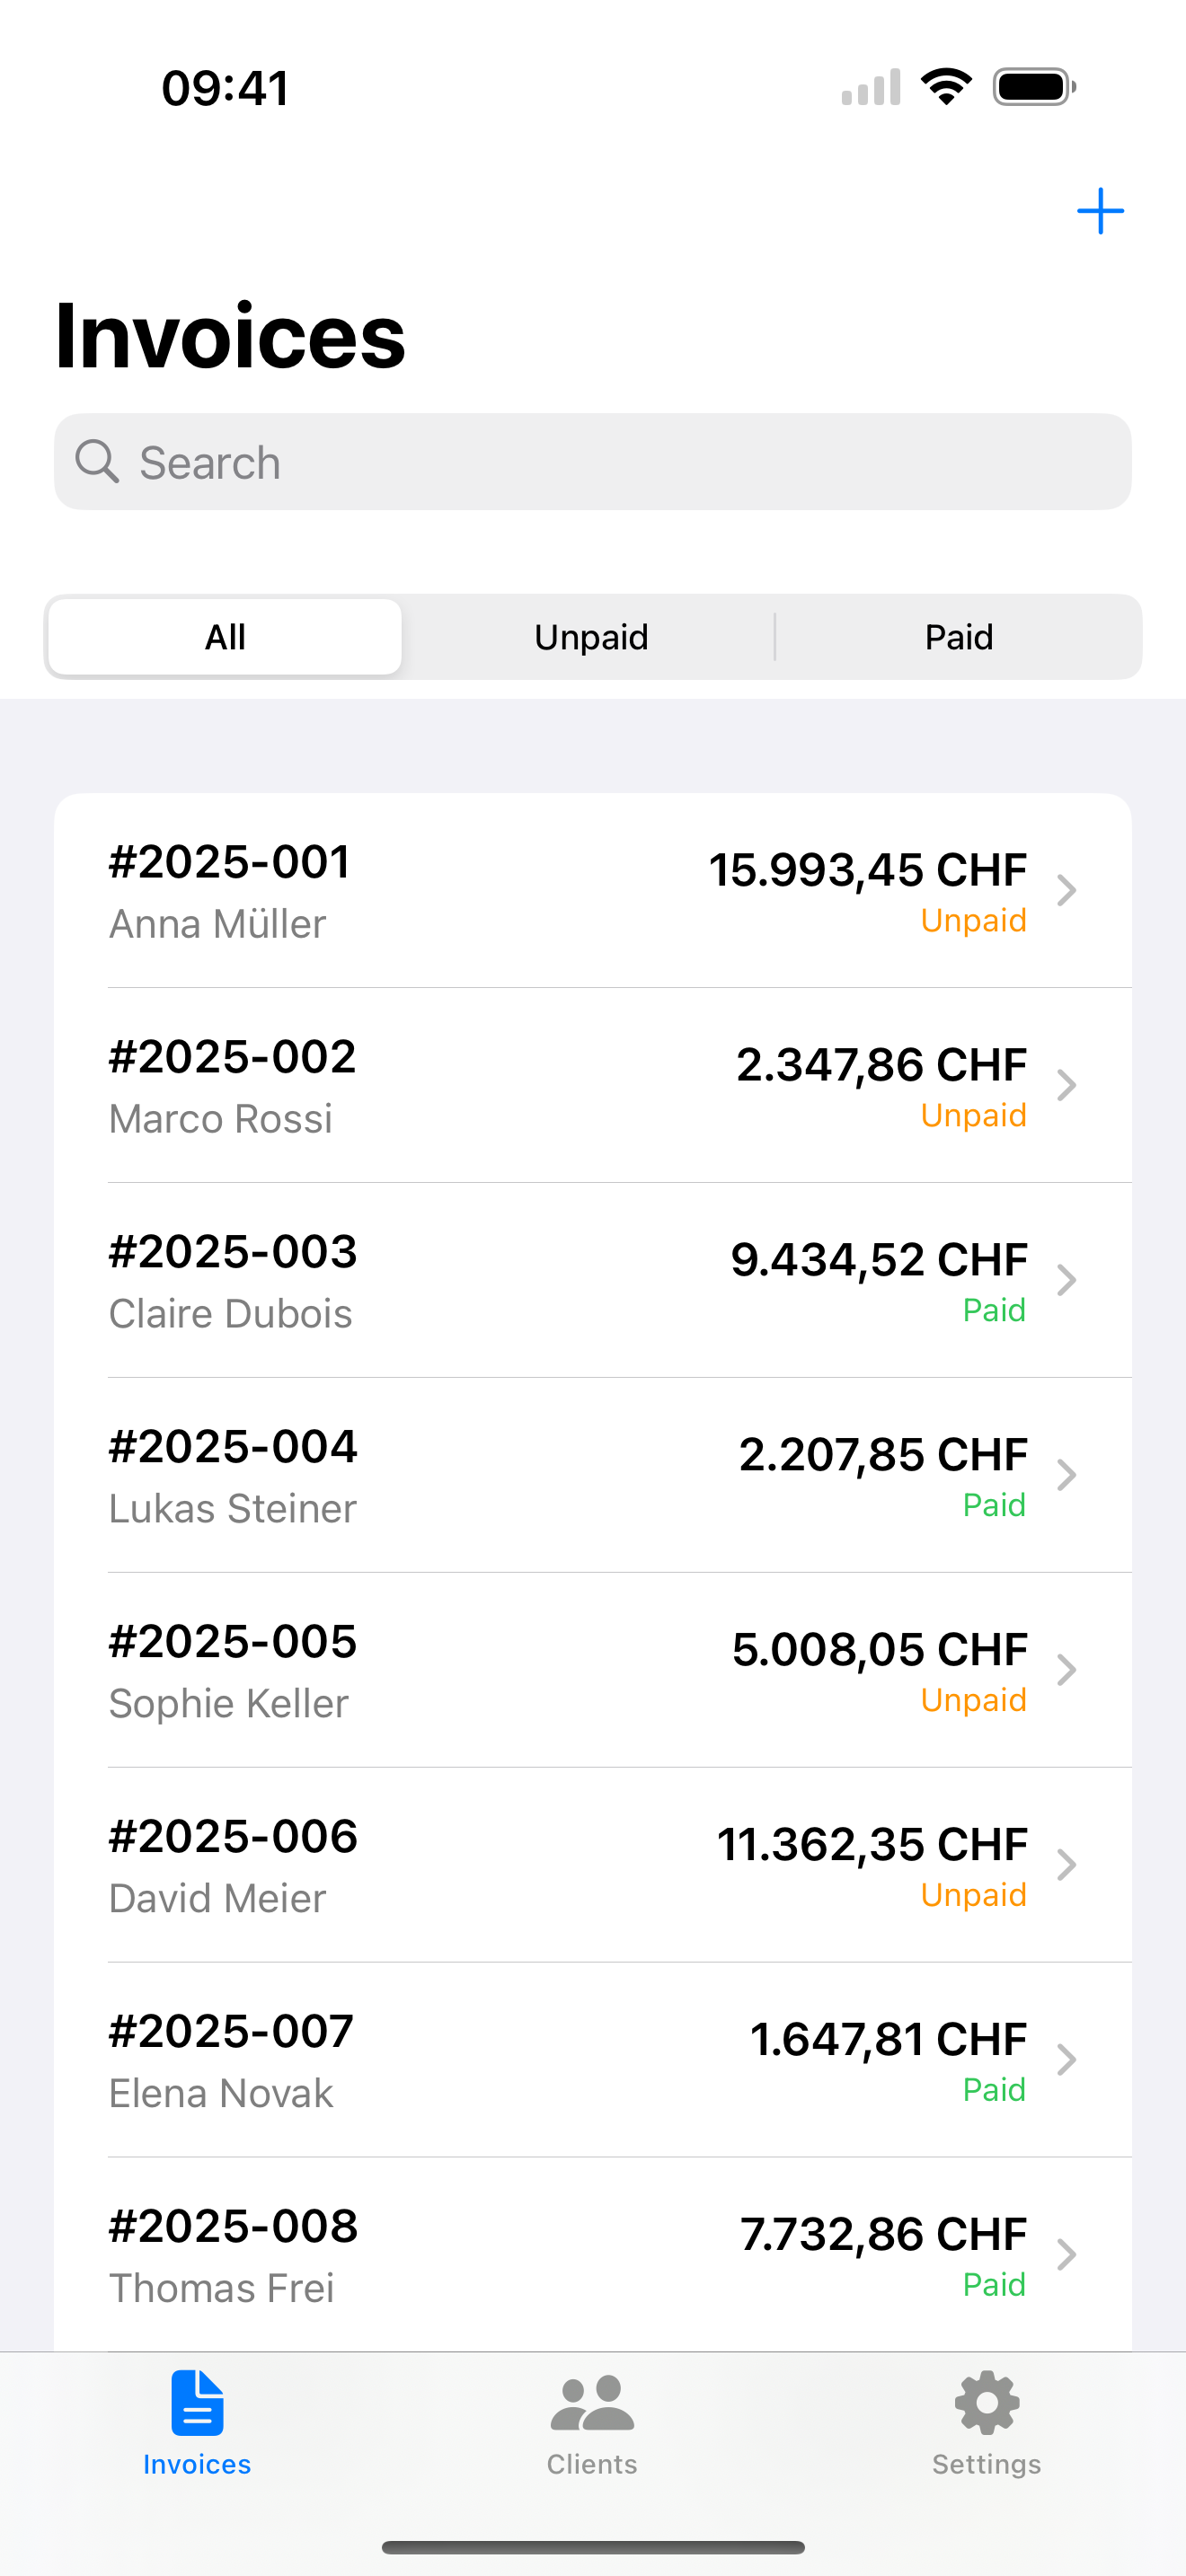 09:41
Invoices
Search
All Unpaid Paid
#2025-001 15.993,45 CHF
Anna Müller Unpaid
#2025-002 2.347,86 CHF
Marco Rossi Unpaid
#2025-003 9.434,52 CHF
Claire Dubois Paid
#2025-004 2.207,85 CHF
Lukas Steiner Paid
#2025-005 5.008,05 CHF
Sophie Keller Unpaid
#2025-006 11.362,35 CHF
David Meier Unpaid
#2025-007 1.647,81 CHF
Elena Novak Paid
#2025-008 7.732,86 CHF
Thomas Frei Paid
Invoices Clients Settings